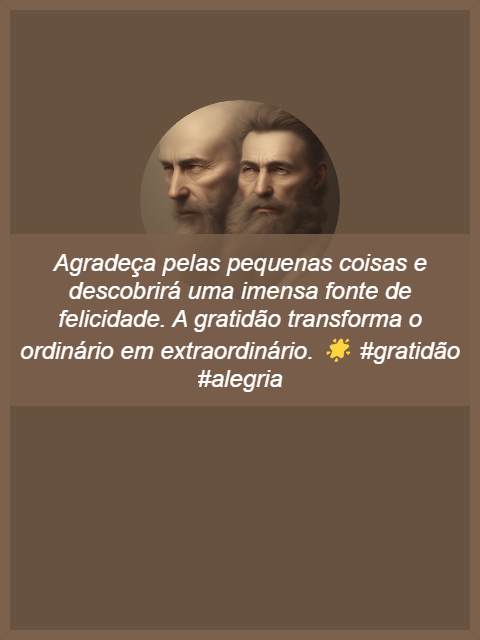 Agradeça pelas pequenas coisas e
descobrirá uma imensa fonte de
felicidade. A gratidão transforma o
ordinário em extraordinário. 🌟 #gratidão
#alegria